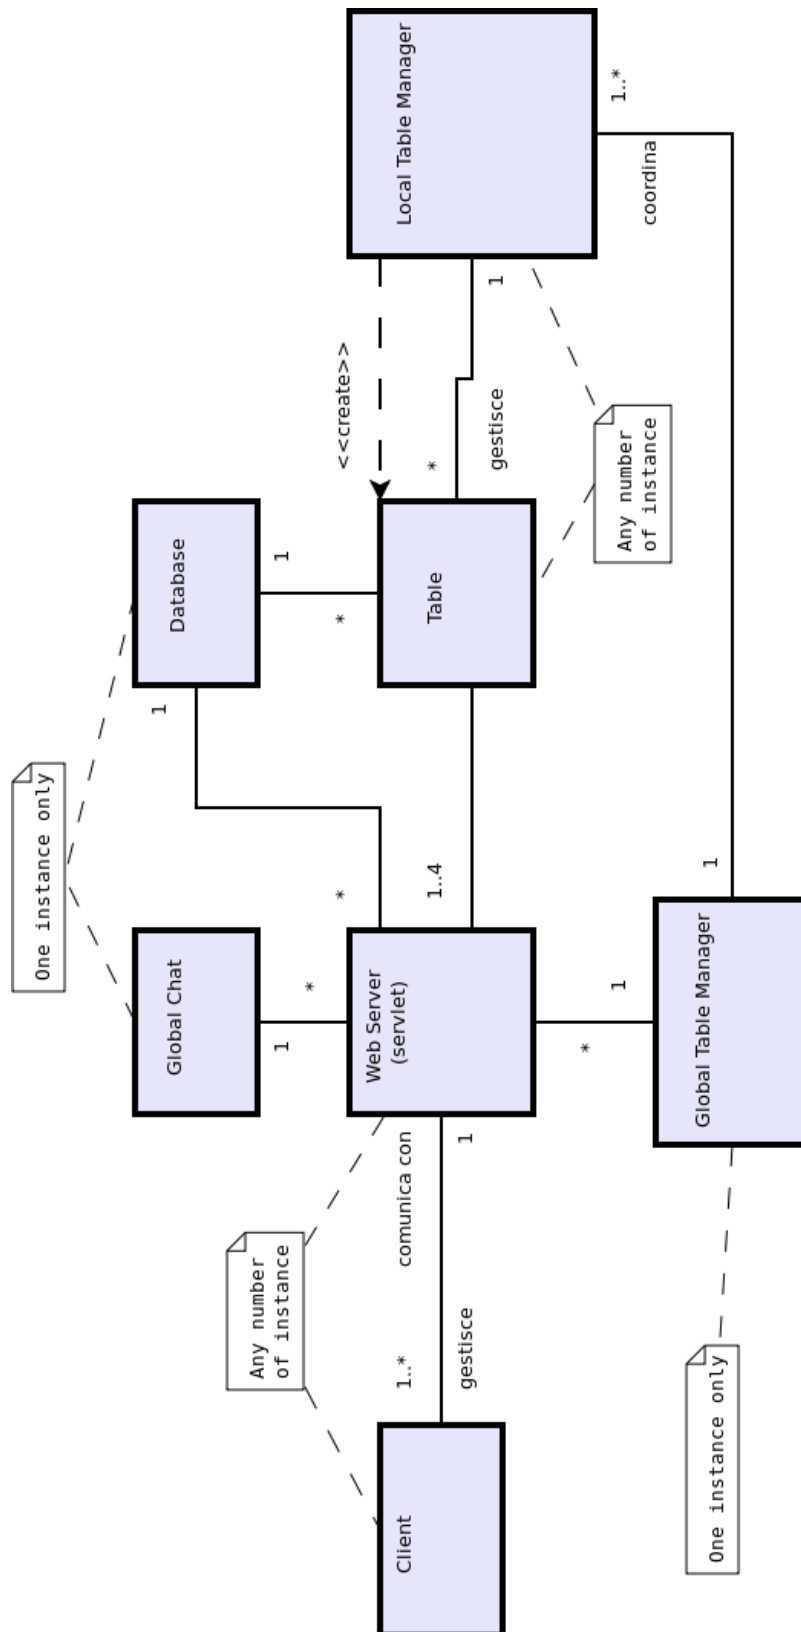 One instance only
1
Global Chat
Database
Any number
of instance
1
1
*
*
*
<<create>>
Web Server
(servlet)
Client
1..*
comunica con
Local Table Manager
1..4
Table
*
gestisce
1
gestisce
1
*
1
Any number
of instance
1..*
coordina
Global Table Manager
1
One instance only